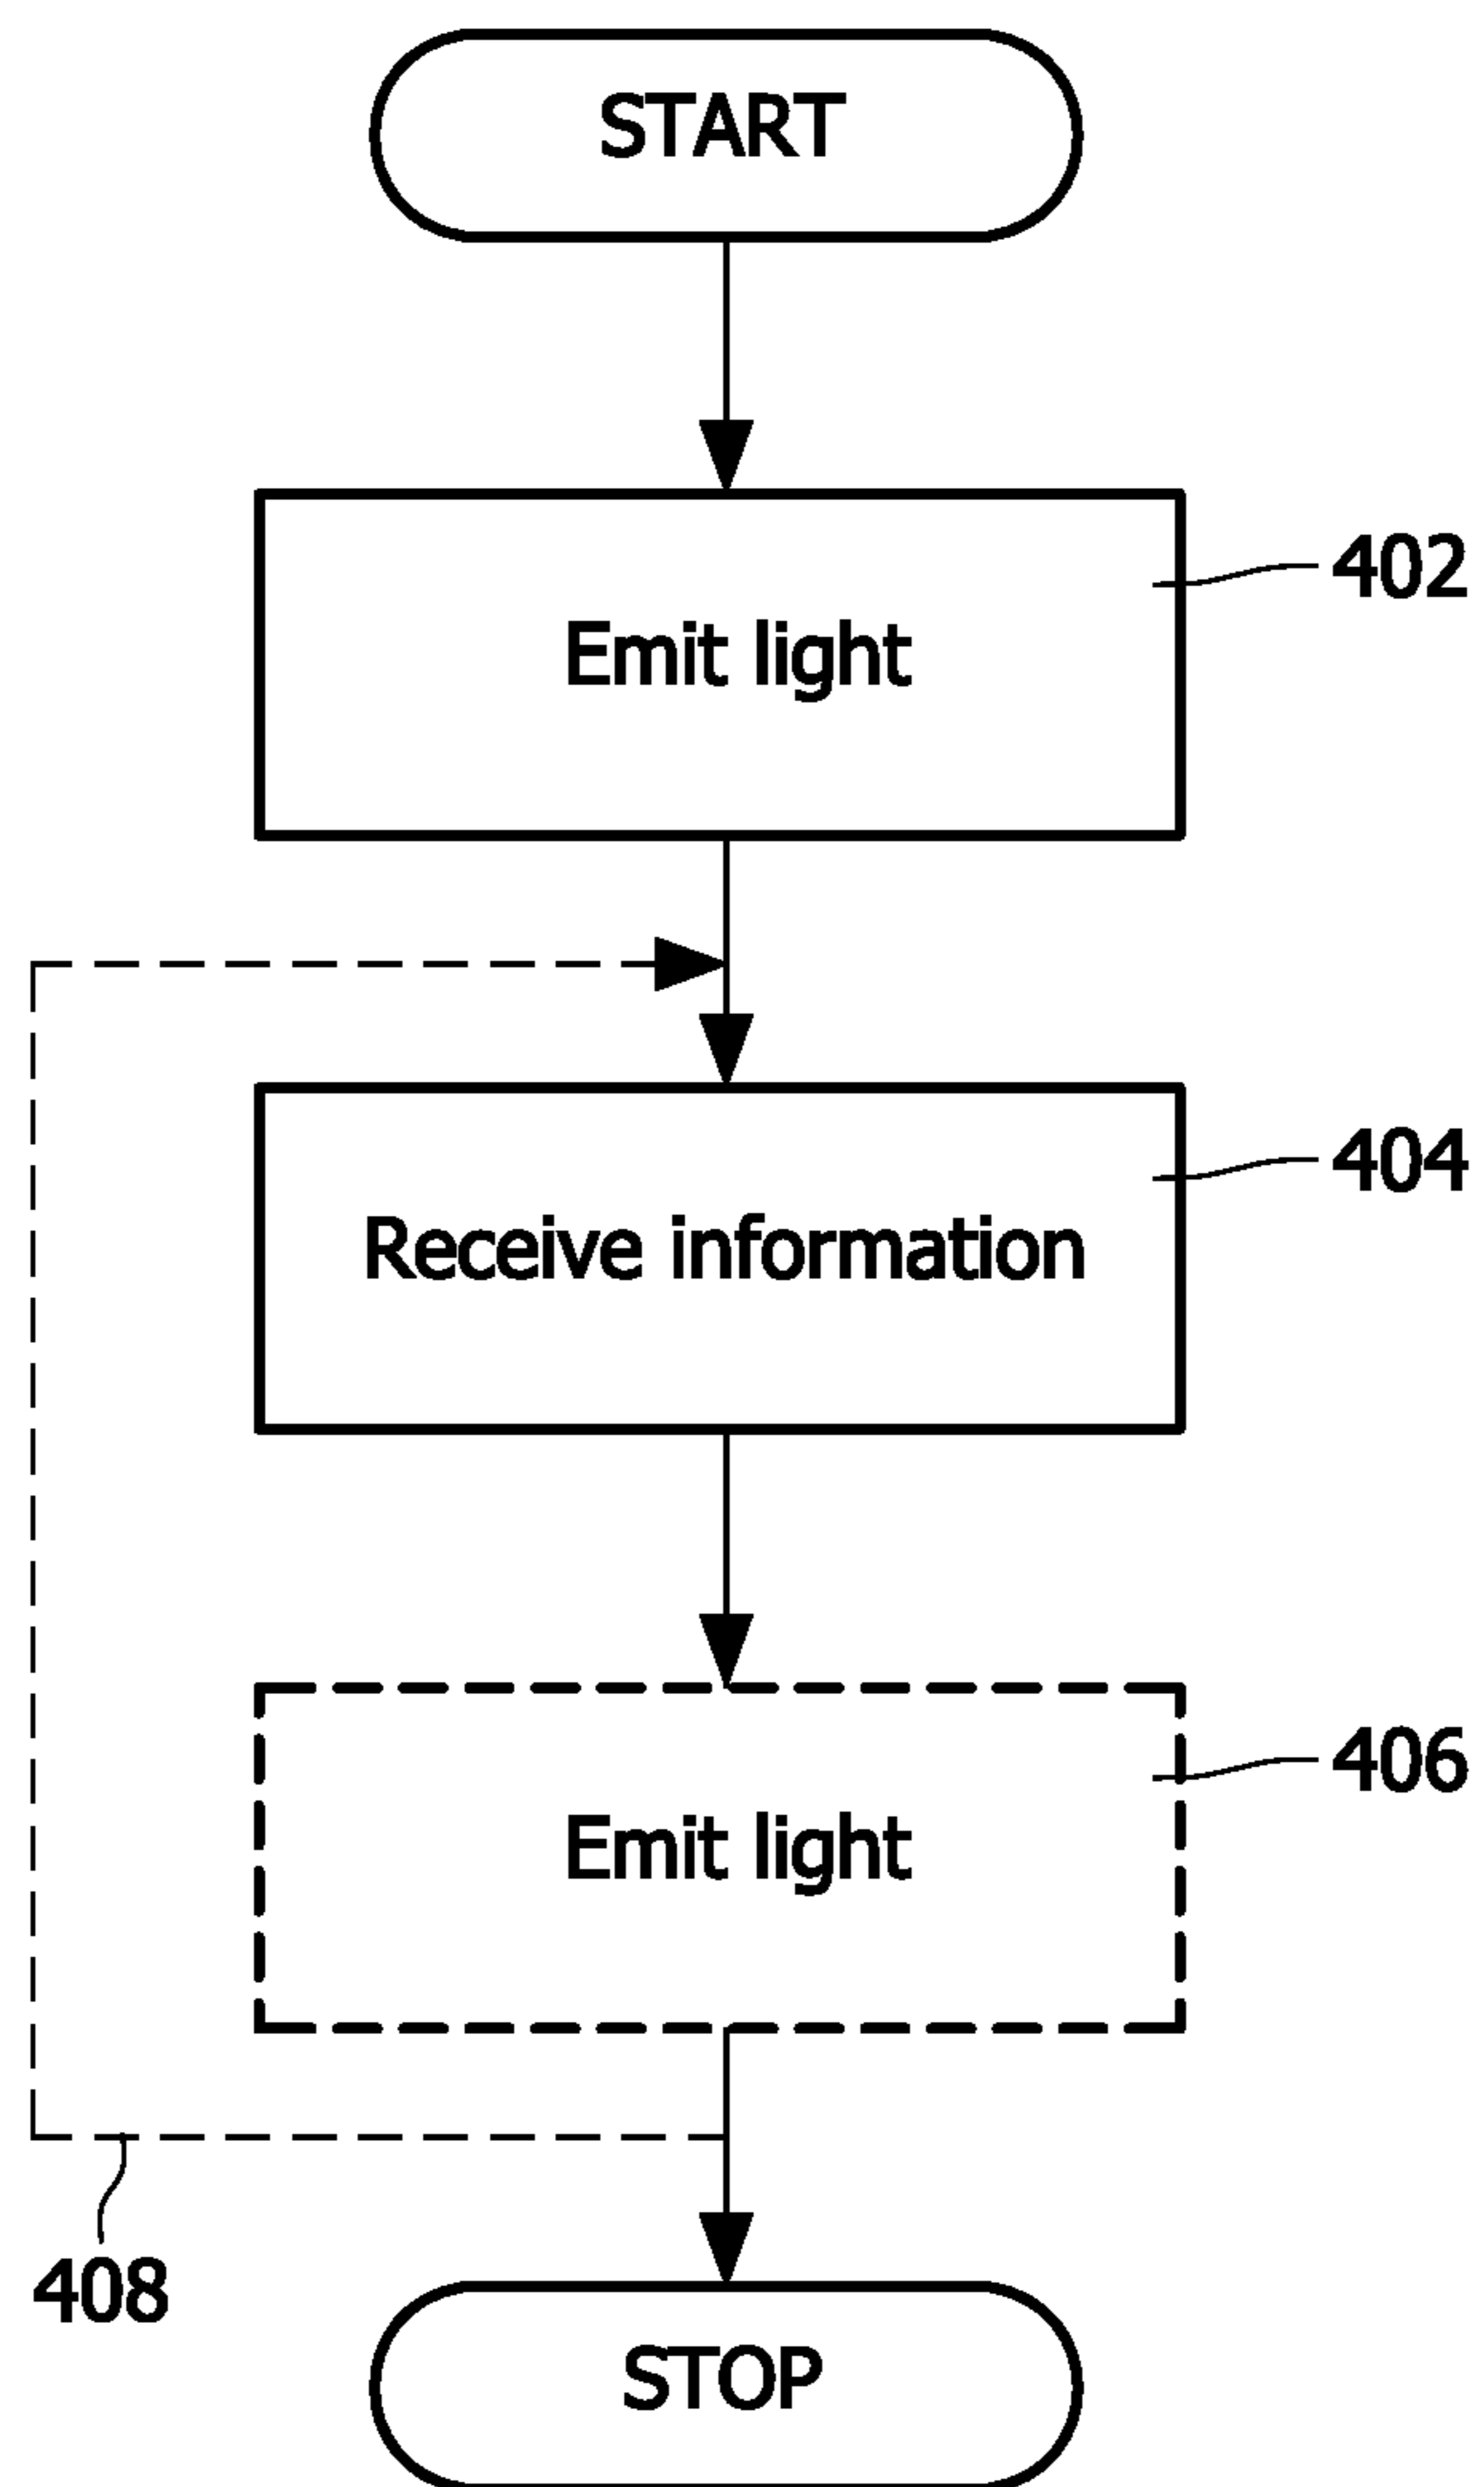 START
Emit light
402
Receive information
404
Emit light
406
408
STOP